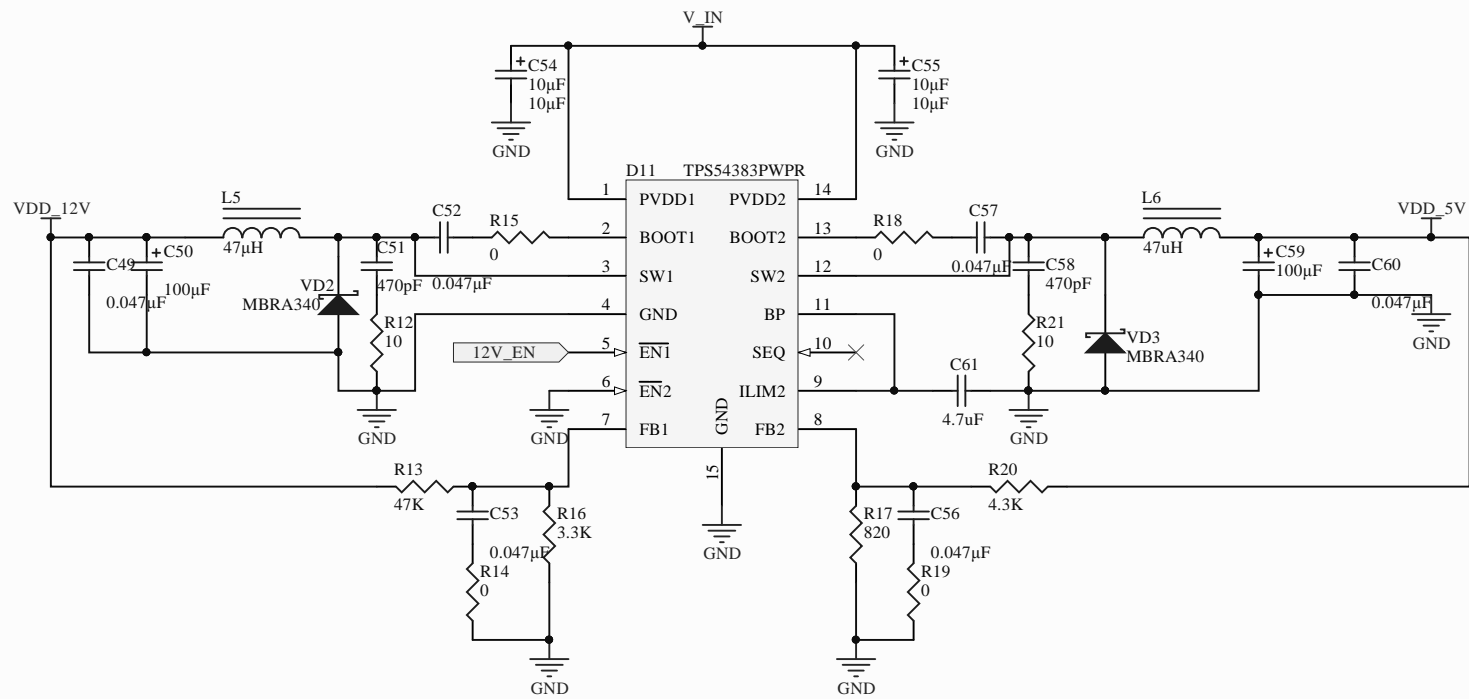 V_IN
C54
10µF
10µF
GND
C55
10µF
10µF
GND
D11 TPS54383PWPR
1 PVDD1
2 BOOT1
3 SW1
4 GND
5 EN1
6 EN2
7 FB1
PVDD2 14
BOOT2 13
SW2 12
BP 11
SEQ 10
ILIM2 9
FB2 8
GND
15
GND
VDD_12V
L5
47µH
C49
0.047µF
+ C50
100µF
VD2
MBRA340
C51
470pF
R12
10
GND
C52
0.047µF
R15
0
12V_EN
GND
R13
47K
C53
0.047µF
R14
0
R16
3.3K
GND
R18
0
C57
0.047µF
C58
470pF
R21
10
GND
C61
4.7uF
L6
47uH
VD3
MBRA340
VDD_5V
+ C59
100µF
C60
0.047µF
GND
R20
4.3K
R17
820
C56
0.047µF
R19
0
GND